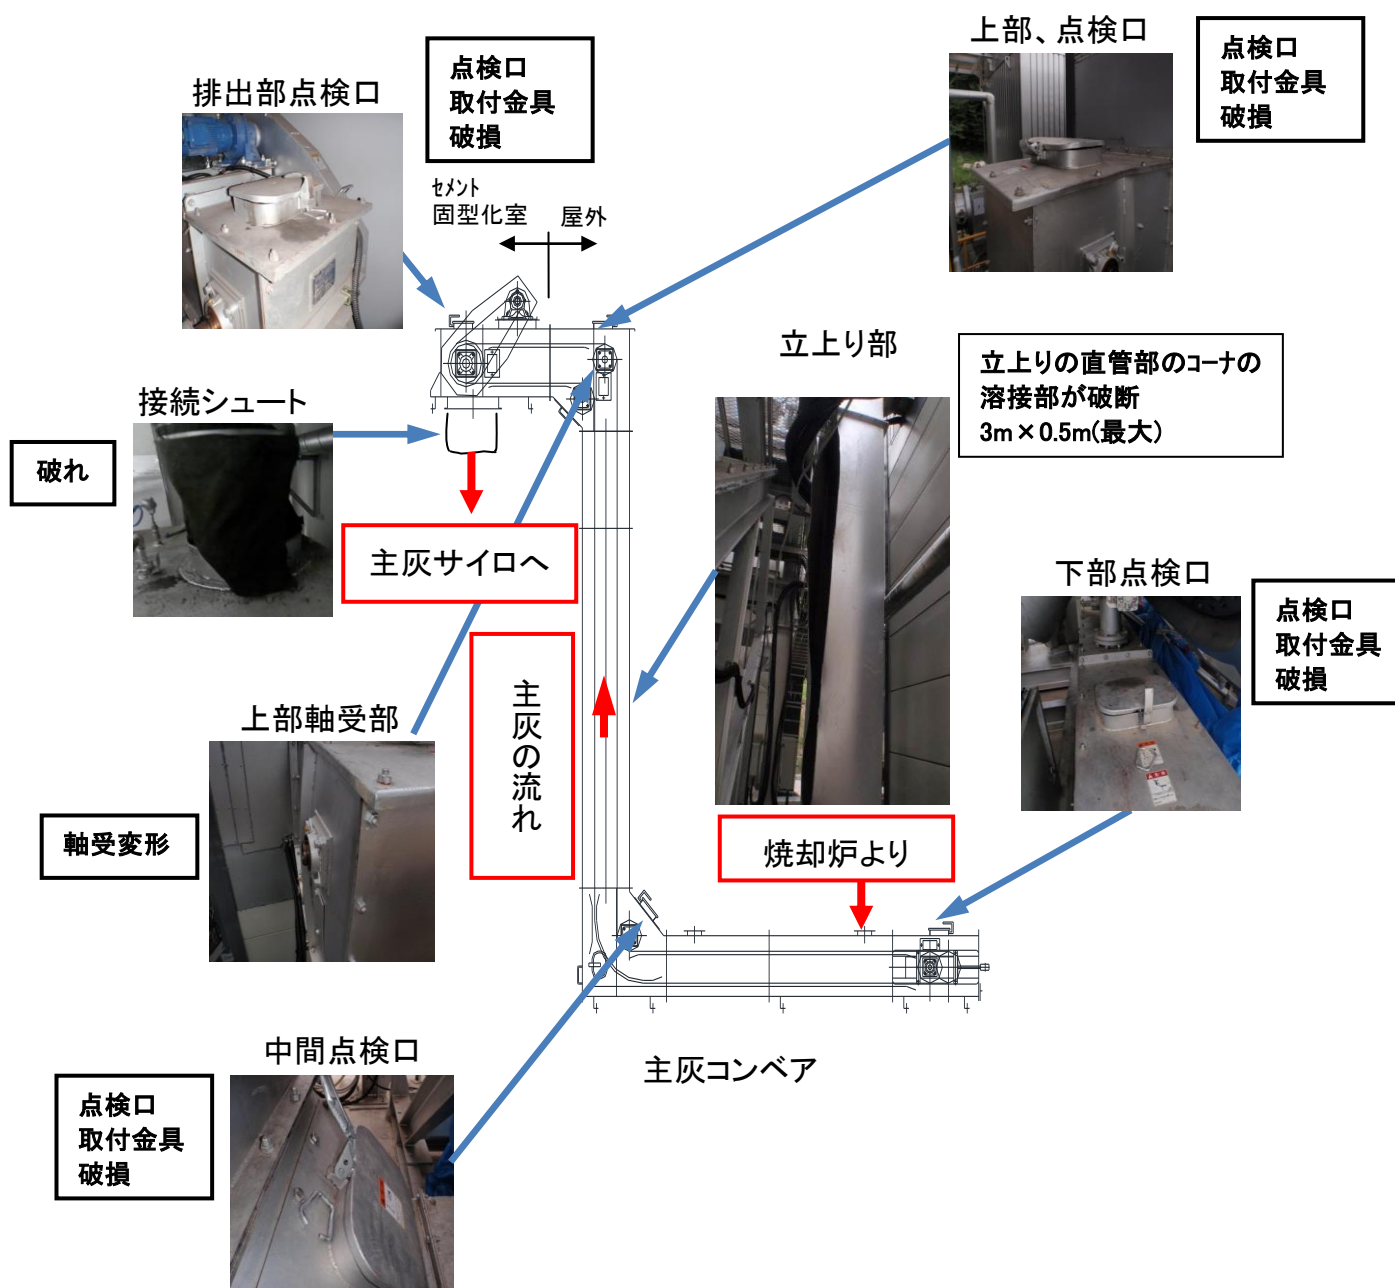 上部、点検口
点検口
取付金具
破損
点検口
取付金具
破損
排出部点検口
ｾﾒﾝﾄ
固型化室
屋外
立上り部
立上りの直管部のｺｰﾅの
溶接部が破断
3m×0.5m(最大)
接続シュート
破れ
主灰サイロへ
下部点検口
点検口
取付金具
破損
主灰の流れ
上部軸受部
軸受変形
焼却炉より
中間点検口
主灰コンベア
点検口
取付金具
破損